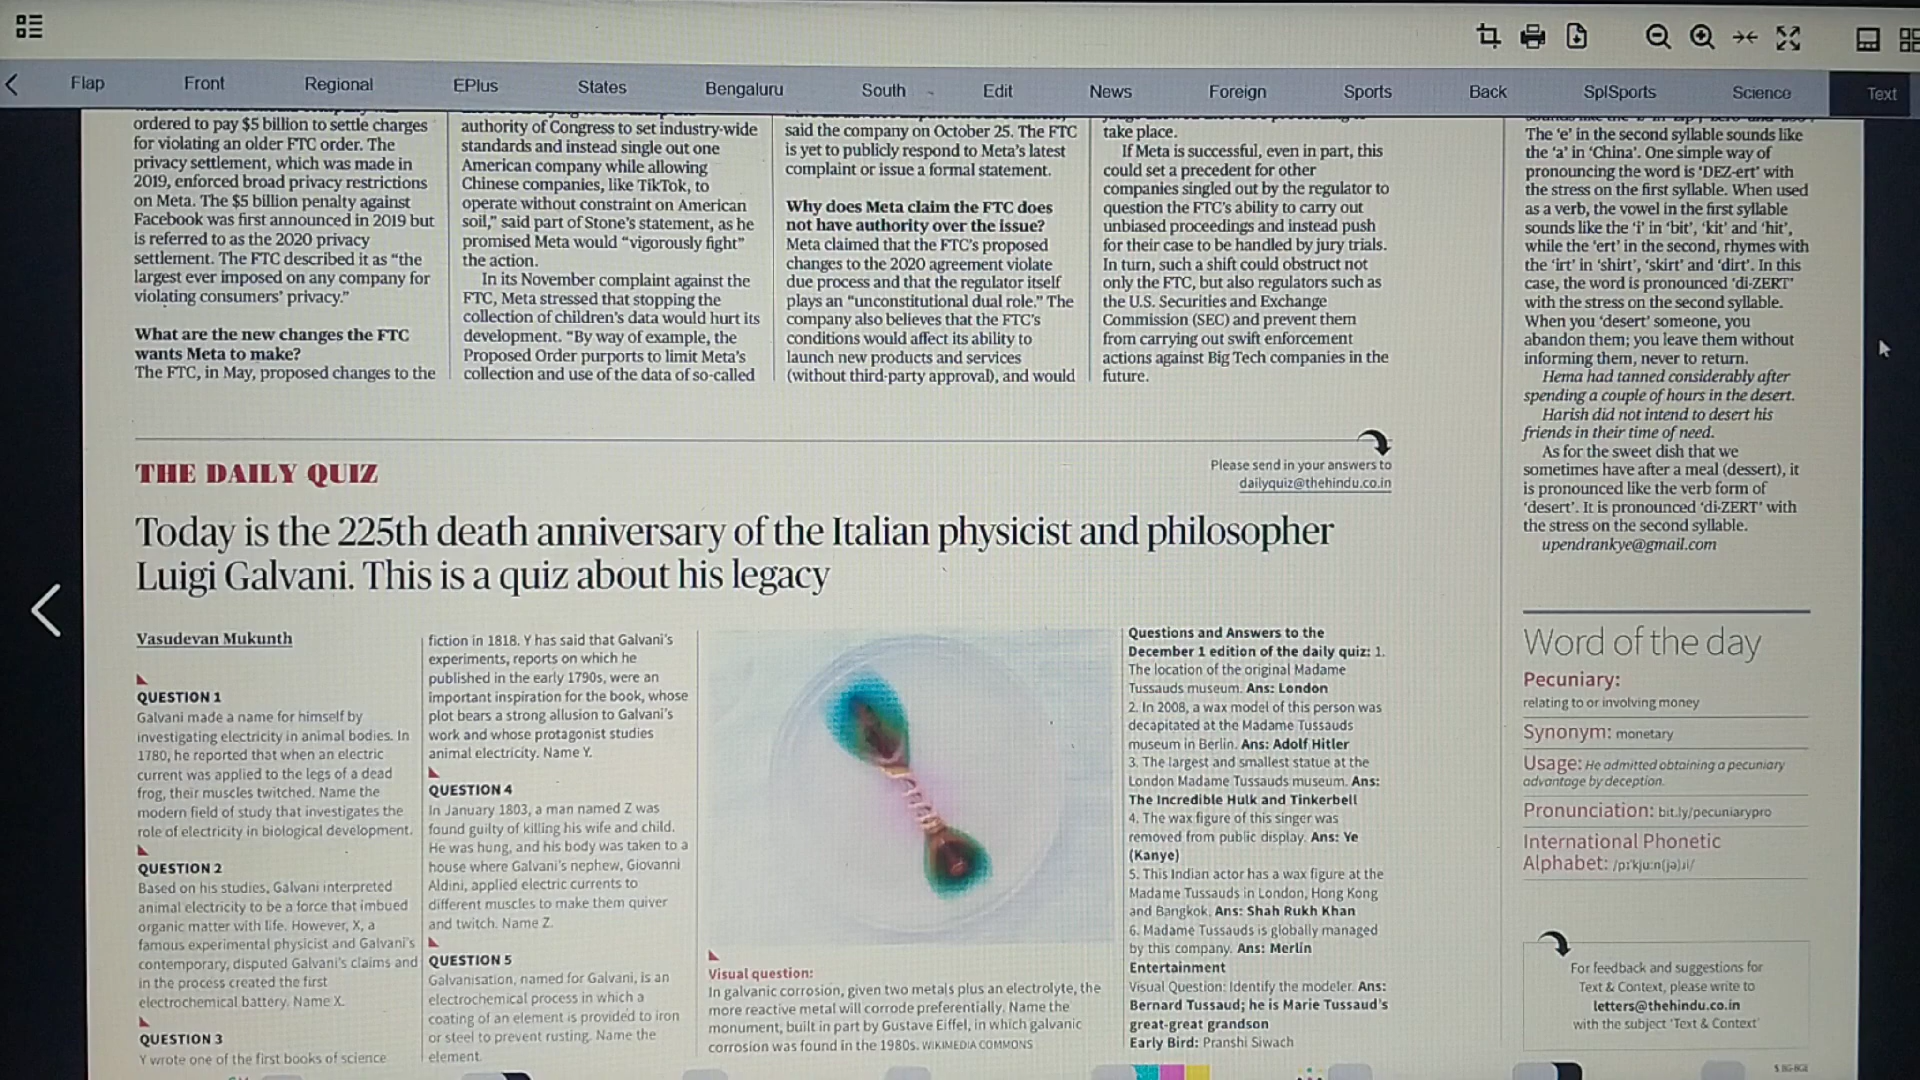 Flap
Front
Regional
EPlus
States
Bengaluru
South
Edit
News
Foreign
Sports
Back
SplSports
Science
Text
ordered to pay $5 billion to settle charges
for violating an older FTC order. The
privacy settlement, which was made in
2019, enforced broad privacy restrictions
on Meta. The $5 billion penalty against
Facebook was first announced in 2019 but
is referred to as the 2020 privacy
settlement. The FTC described it as “the
largest ever imposed on any company for
violating consumers’ privacy.”
What are the new changes the FTC
wants Meta to make?
The FTC, in May, proposed changes to the
authority of Congress to set industry-wide
standards and instead single out one
American company while allowing
Chinese companies, like TikTok, to
operate without constraint on American
soil,” said part of Stone’s statement, as he
promised Meta would “vigorously fight”
the action.
In its November complaint against the
FTC, Meta stressed that stopping the
collection of children’s data would hurt its
development. “By way of example, the
Proposed Order purports to limit Meta’s
collection and use of the data of so-called
said the company on October 25. The FTC
is yet to publicly respond to Meta’s latest
complaint or issue a formal statement.
Why does Meta claim the FTC does
not have authority over the issue?
Meta claimed that the FTC’s proposed
changes to the 2020 agreement violate
due process and that the regulator itself
plays an “unconstitutional dual role.” The
company also believes that the FTC’s
conditions would affect its ability to
launch new products and services
(without third-party approval), and would
take place.
If Meta is successful, even in part, this
could set a precedent for other
companies singled out by the regulator to
question the FTC’s ability to carry out
unbiased proceedings and instead push
for their case to be handled by jury trials.
In turn, such a shift could obstruct not
only the FTC, but also regulators such as
the U.S. Securities and Exchange
Commission (SEC) and prevent them
from carrying out swift enforcement
actions against Big Tech companies in the
future.
The ‘e’ in the second syllable sounds like
the ‘a’ in ‘China’. One simple way of
pronouncing the word is ‘DEZ-ert’ with
the stress on the first syllable. When used
as a verb, the vowel in the first syllable
sounds like the ‘i’ in ‘bit’, ‘kit’ and ‘hit’,
while the ‘ert’ in the second, rhymes with
the ‘irt’ in ‘shirt’, ‘skirt’ and ‘dirt’. In this
case, the word is pronounced ‘di-ZERT’
with the stress on the second syllable.
When you ‘desert’ someone, you
abandon them; you leave them without
informing them, never to return.
Hema had tanned considerably after
spending a couple of hours in the desert.
Harish did not intend to desert his
friends in their time of need.
As for the sweet dish that we
sometimes have after a meal (dessert), it
is pronounced like the verb form of
‘desert’. It is pronounced ‘di-ZERT’ with
the stress on the second syllable.
upendrankye@gmail.com
THE DAILY QUIZ
Please send in your answers to
dailyquiz@thehindu.co.in
Today is the 225th death anniversary of the Italian physicist and philosopher
Luigi Galvani. This is a quiz about his legacy
Vasudevan Mukunth
QUESTION 1
Galvani made a name for himself by
investigating electricity in animal bodies. In
1780, he reported that when an electric
current was applied to the legs of a dead
frog, their muscles twitched. Name the
modern field of study that investigates the
role of electricity in biological development.
QUESTION 2
Based on his studies, Galvani interpreted
animal electricity to be a force that imbued
organic matter with life. However, X, a
famous experimental physicist and Galvani’s
contemporary, disputed Galvani’s claims and
in the process created the first
electrochemical battery. Name X.
QUESTION 3
Y wrote one of the first books of science
fiction in 1818. Y has said that Galvani’s
experiments, reports on which he
published in the early 1790s, were an
important inspiration for the book, whose
plot bears a strong allusion to Galvani’s
work and whose protagonist studies
animal electricity. Name Y.
QUESTION 4
In January 1803, a man named Z was
found guilty of killing his wife and child.
He was hung, and his body was taken to a
house where Galvani’s nephew, Giovanni
Aldini, applied electric currents to
different muscles to make them quiver
and twitch. Name Z.
QUESTION 5
Galvanisation, named for Galvani, is an
electrochemical process in which a
coating of an element is provided to iron
or steel to prevent rusting. Name the
element.
Visual question:
In galvanic corrosion, given two metals plus an electrolyte, the
more reactive metal will corrode preferentially. Name the
monument, built in part by Gustave Eiffel, in which galvanic
corrosion was found in the 1980s. WIKIMEDIA COMMONS
Questions and Answers to the
December 1 edition of the daily quiz: 1.
The location of the original Madame
Tussauds museum. Ans: London
2. In 2008, a wax model of this person was
decapitated at the Madame Tussauds
museum in Berlin. Ans: Adolf Hitler
3. The largest and smallest statue at the
London Madame Tussauds museum. Ans:
The Incredible Hulk and Tinkerbell
4. The wax figure of this singer was
removed from public display. Ans: Ye
(Kanye)
5. This Indian actor has a wax figure at the
Madame Tussauds in London, Hong Kong
and Bangkok. Ans: Shah Rukh Khan
6. Madame Tussauds is globally managed
by this company. Ans: Merlin
Entertainment
Visual Question: Identify the modeler. Ans:
Bernard Tussaud; he is Marie Tussaud’s
great-great grandson
Early Bird: Pranshi Siwach
Word of the day
Pecuniary:
relating to or involving money
Synonym: monetary
Usage: He admitted obtaining a pecuniary
advantage by deception.
Pronunciation: bit.ly/pecuniarypro
International Phonetic
Alphabet: /pɪˈkjuːn(jə)ɹi/
For feedback and suggestions for
Text & Context, please write to
letters@thehindu.co.in
with the subject ‘Text & Context’